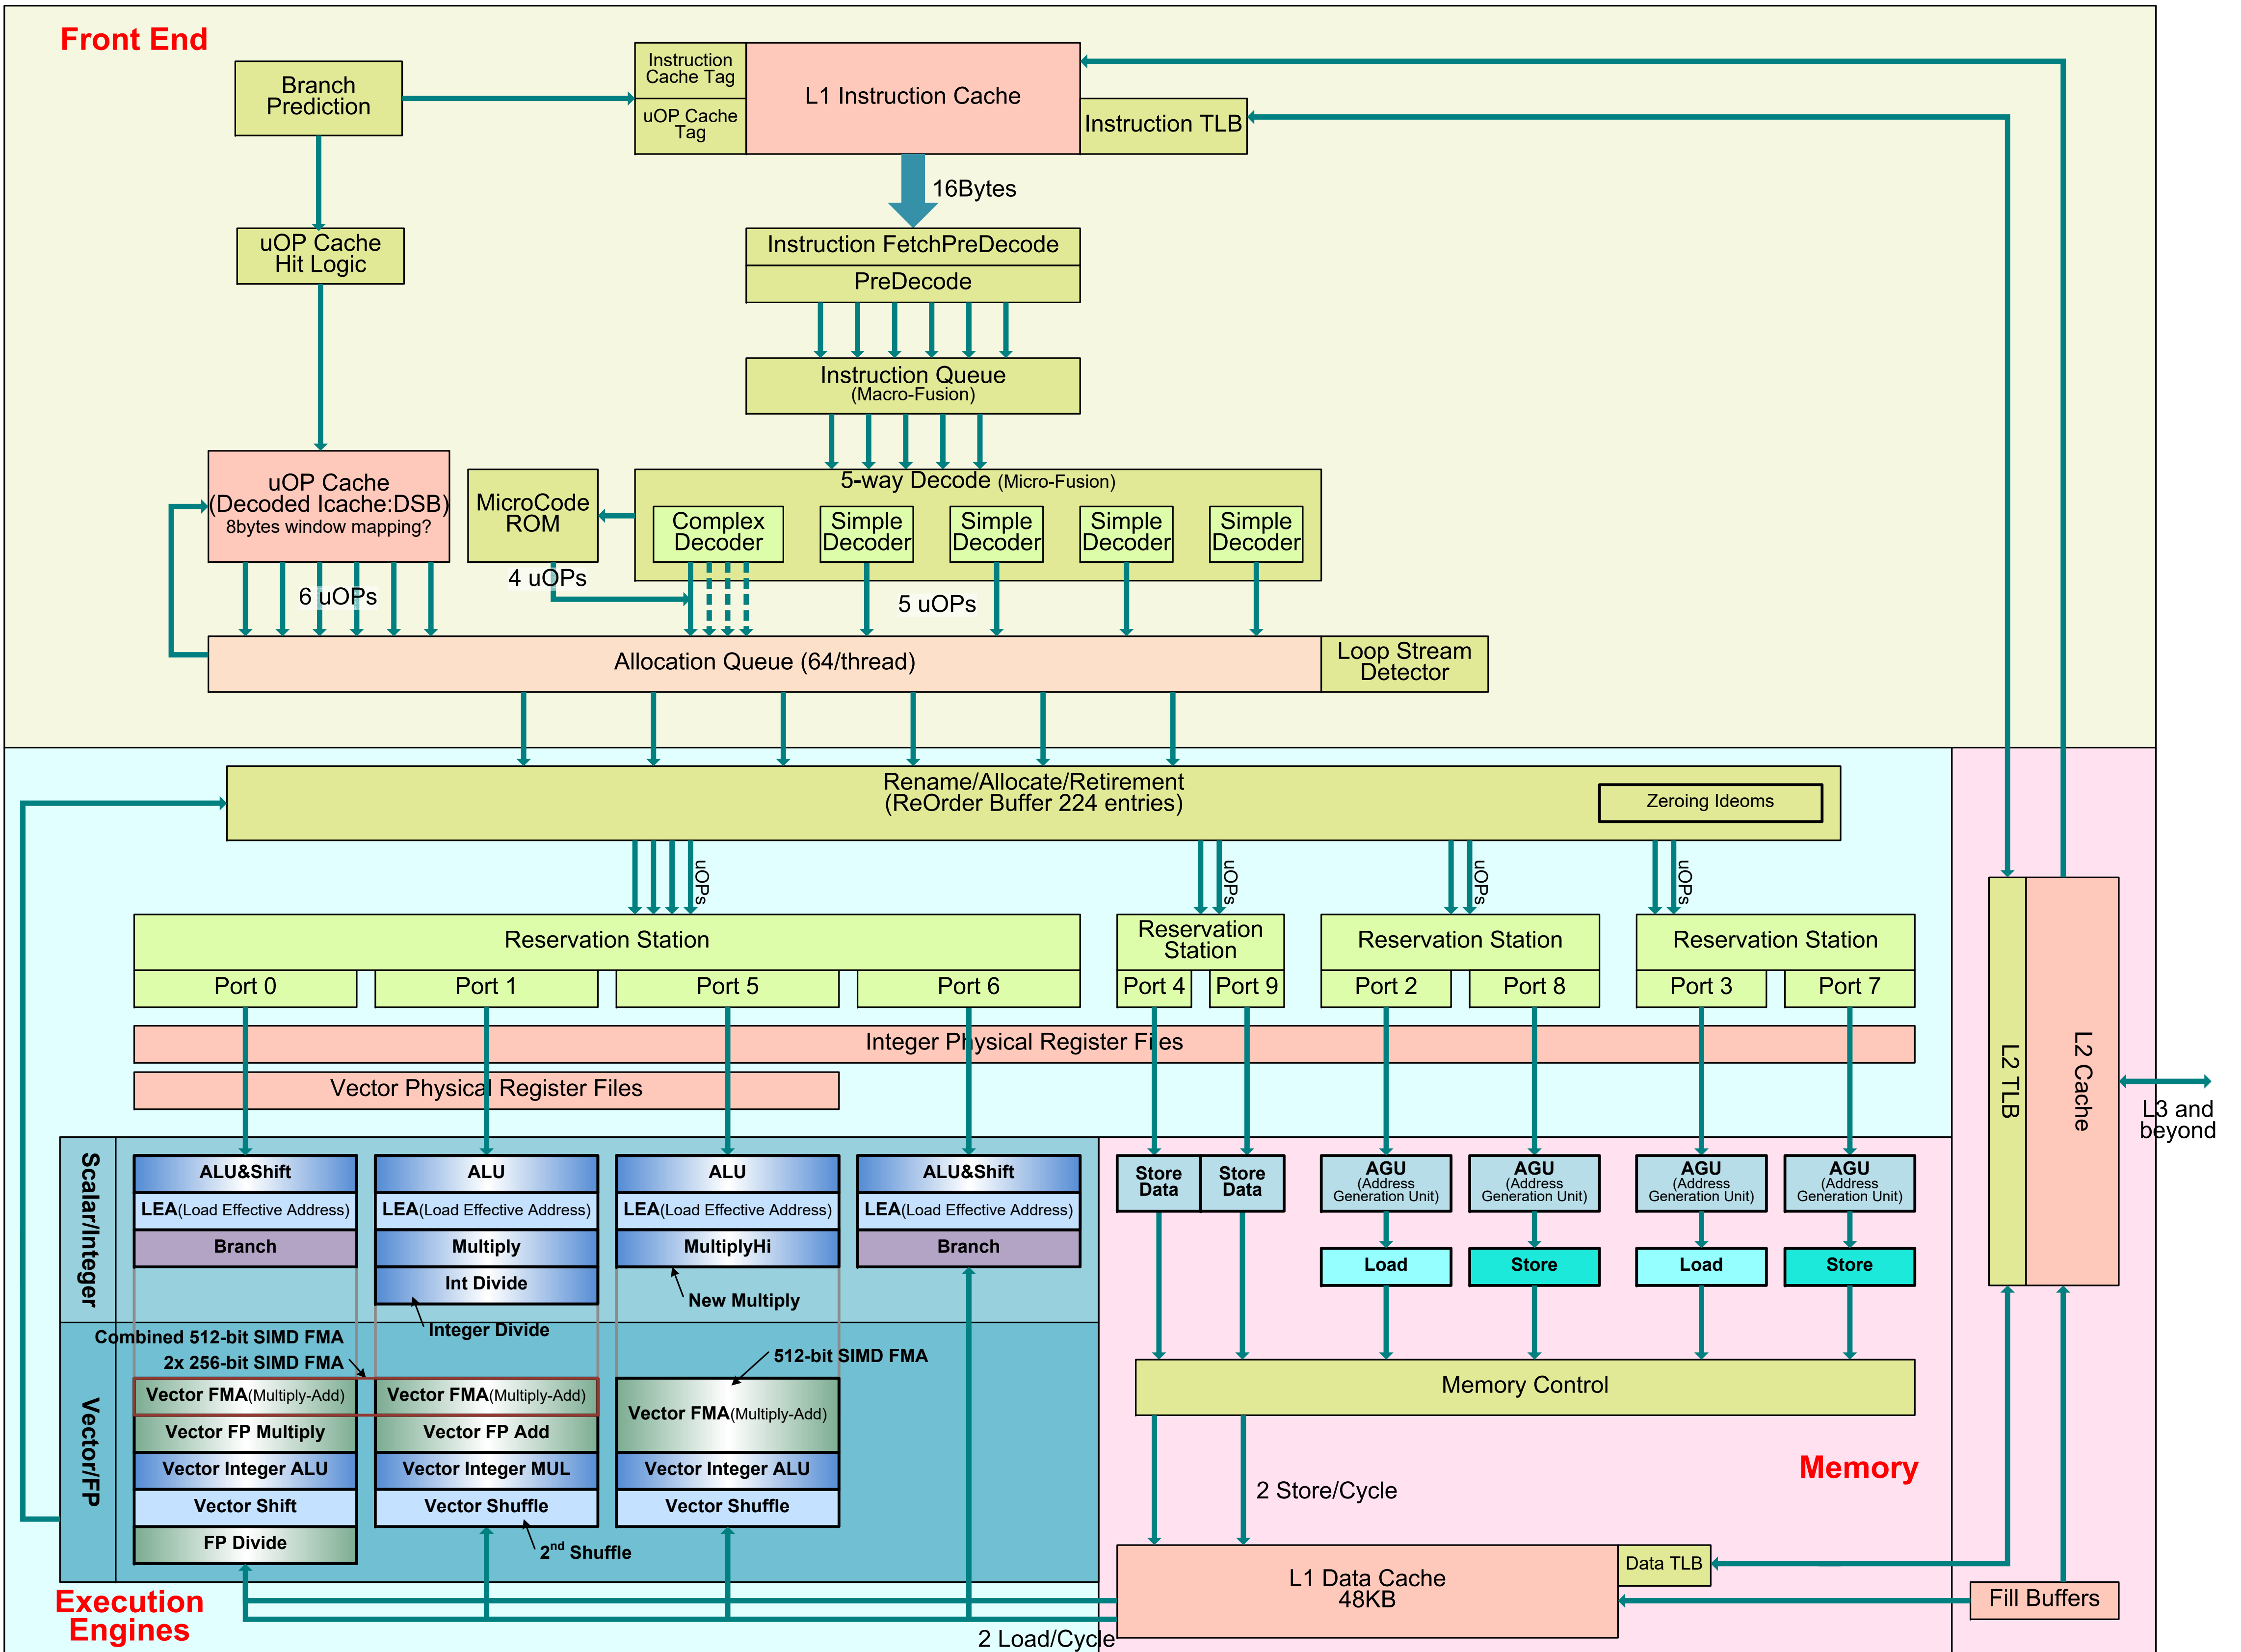 Front End
Branch
Prediction
Instruction
Cache Tag
uOP Cache
Tag
L1 Instruction Cache
Instruction TLB
16Bytes
uOP Cache
Hit Logic
Instruction FetchPreDecode
PreDecode
Instruction Queue
(Macro-Fusion)
uOP Cache
(Decoded Icache:DSB)
8bytes window mapping?
MicroCode
ROM
5-way Decode (Micro-Fusion)
Complex
Decoder
Simple
Decoder
Simple
Decoder
Simple
Decoder
Simple
Decoder
6 uOPs
4 uOPs
5 uOPs
Allocation Queue (64/thread)
Loop Stream
Detector
Rename/Allocate/Retirement
(ReOrder Buffer 224 entries)
Zeroing Ideoms
uOPs
uOPs
uOPs
uOPs
Reservation Station
Reservation
Station
Reservation Station
Reservation Station
Port 0
Port 1
Port 5
Port 6
Port 4
Port 9
Port 2
Port 8
Port 3
Port 7
Integer Physical Register Files
Vector Physical Register Files
L2 TLB
L2 Cache
L3 and
beyond
Scalar/Integer
ALU&Shift
LEA(Load Effective Address)
Branch
ALU
LEA(Load Effective Address)
Multiply
Int Divide
Integer Divide
ALU
LEA(Load Effective Address)
MultiplyHi
New Multiply
ALU&Shift
LEA(Load Effective Address)
Branch
Store
Data
Store
Data
AGU
(Address
Generation Unit)
AGU
(Address
Generation Unit)
AGU
(Address
Generation Unit)
AGU
(Address
Generation Unit)
Load
Store
Load
Store
Vector/FP
Combined 512-bit SIMD FMA
2x 256-bit SIMD FMA
512-bit SIMD FMA
Vector FMA(Multiply-Add)
Vector FP Multiply
Vector Integer ALU
Vector Shift
FP Divide
Vector FMA(Multiply-Add)
Vector FP Add
Vector Integer MUL
Vector Shuffle
2nd Shuffle
Vector FMA(Multiply-Add)
Vector Integer ALU
Vector Shuffle
Memory Control
Memory
2 Store/Cycle
L1 Data Cache
48KB
Data TLB
Fill Buffers
Execution
Engines
2 Load/Cycle